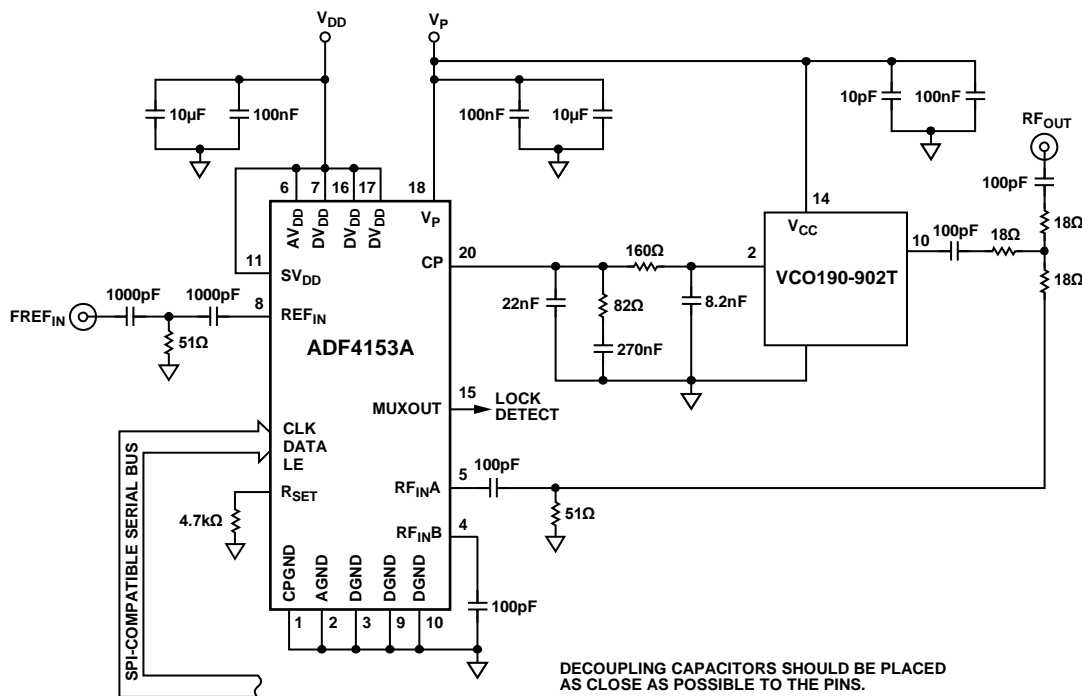 VDD
VP
10µF
100nF
100nF
10µF
10pF
100nF
RFOUT
100pF
18Ω
18Ω
18Ω
100pF
6
7
16
17
18
AVDD
DVDD
DVDD
DVDD
VP
14
VCC
VCO190-902T
10
2
11
SVDD
CP
20
160Ω
22nF
82Ω
270nF
8.2nF
FREFIN
1000pF
1000pF
8
REFIN
51Ω
ADF4153A
MUXOUT
15
LOCK
DETECT
SPI-COMPATIBLE SERIAL BUS
CLK
DATA
LE
RSET
4.7kΩ
RFINA
5
100pF
51Ω
RFINB
4
100pF
CPGND
AGND
DGND
DGND
DGND
1
2
3
9
10
DECOUPLING CAPACITORS SHOULD BE PLACED
AS CLOSE AS POSSIBLE TO THE PINS.